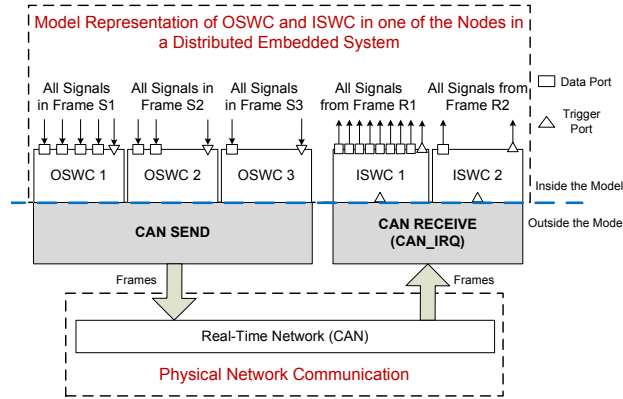 Model Representation of OSWC and ISWC in one of the Nodes in
a Distributed Embedded System
All Signals
in Frame S1
All Signals in
Frame S2
All Signals
in Frame S3
All Signals
from Frame R1
All Signals from
Frame R2
Data Port
Trigger
Port
OSWC 1
OSWC 2
OSWC 3
ISWC 1
ISWC 2
Inside the Model
Outside the Model
CAN SEND
CAN RECEIVE
(CAN_IRQ)
Frames
Frames
Real-Time Network (CAN)
Physical Network Communication